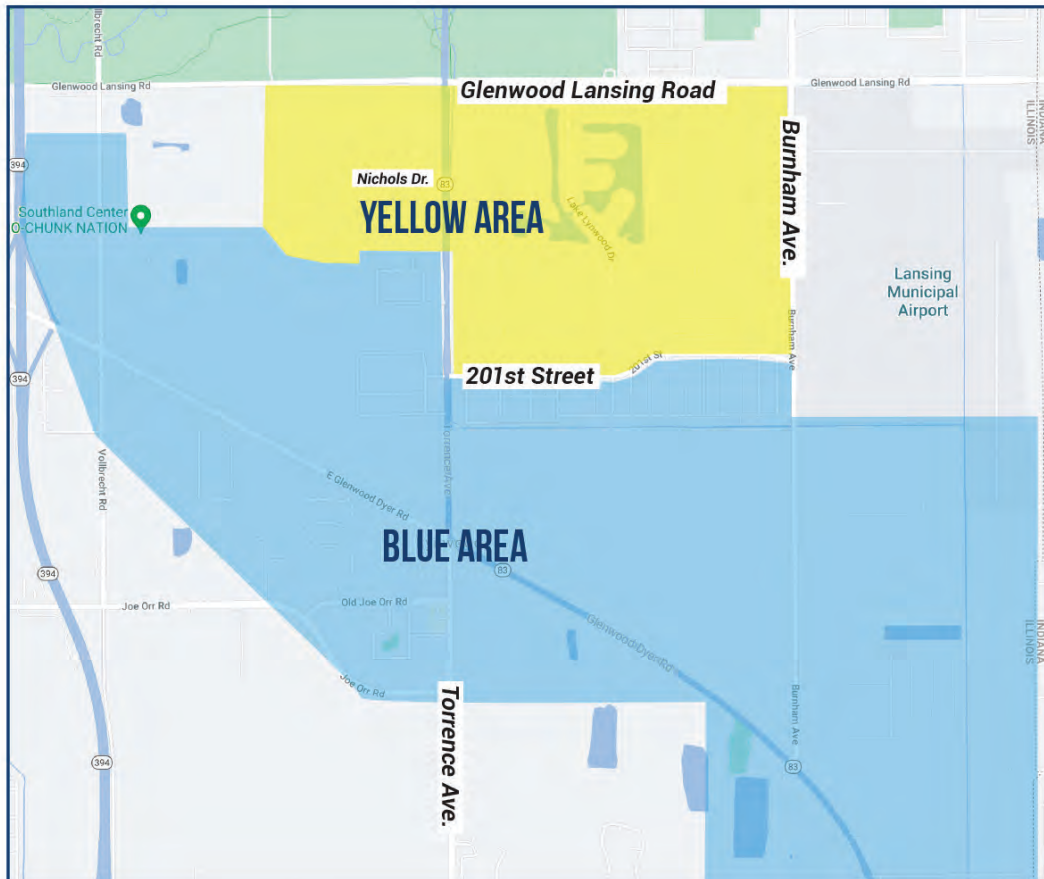 Vollbrecht Rd
Burnham Ave
Glenwood Lansing Rd
Glenwood Lansing Road
Glenwood Lansing Rd
INDIANA
ILLINOIS
Burnham Ave.
394
Nichols Dr.
83
YELLOW AREA
Southland Center
O-CHUNK NATION
Lake Lynwood Dr
Lansing
Municipal
Airport
Burnham Ave
394
201st Street
201st St
Vollbrecht Rd
Torrence Ave
E Glenwood Dyer Rd
BLUE AREA
83
394
Joe Orr Rd
Old Joe Orr Rd
Glenwood Dyer Rd
INDIANA
ILLINOIS
Joe Orr Rd
Torrence Ave.
Burnham Ave
394
83